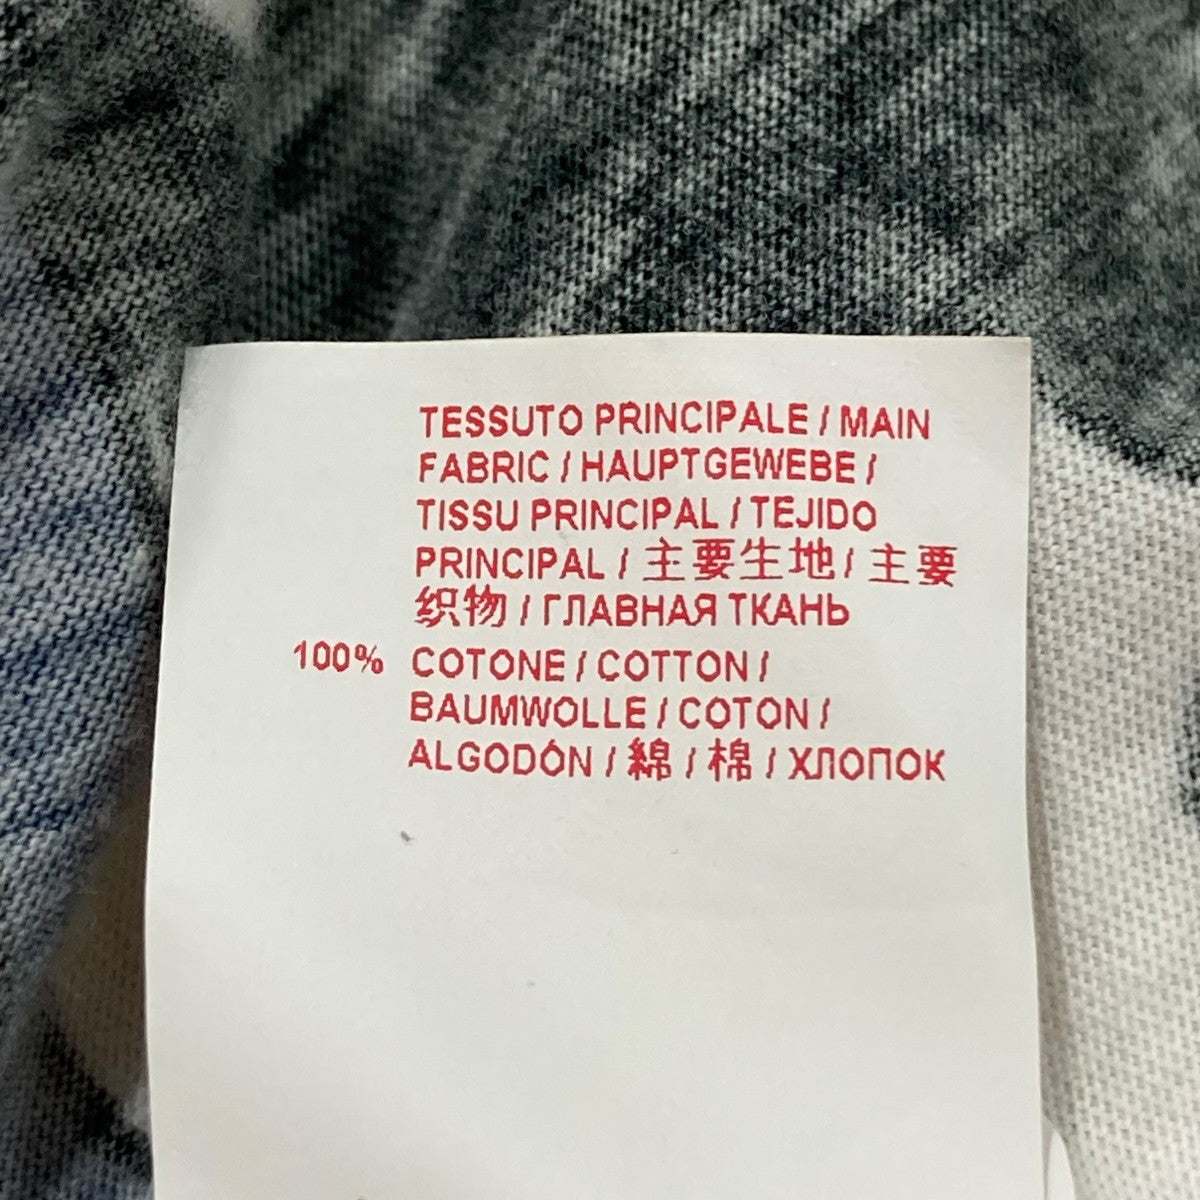 TESSUTO PRINCIPALE / MAIN
FABRIC / HAUPTGEWEBE /
TISSU PRINCIPAL / TEJIDO
PRINCIPAL / 主要生地 / 主要
织物 / ГЛАВНАЯ ТКАНЬ
100% COTONE / COTTON /
BAUMWOLLE / COTON /
ALGODÓN / 綿 / 棉 / ХЛОПОК